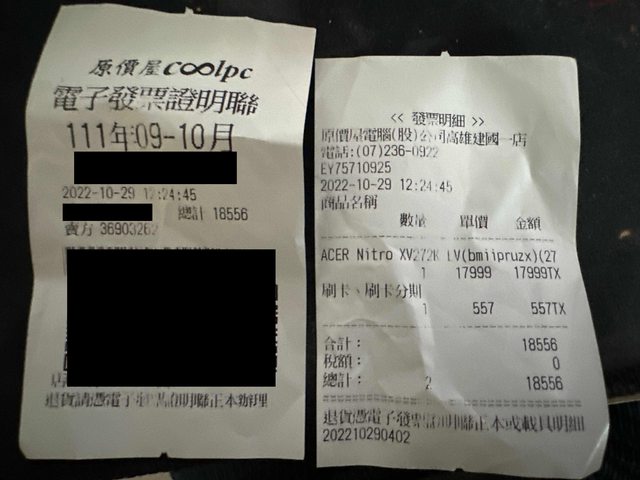 原價屋coolpc
電子發票證明聯
111年09-10月
2022-10-29 12:24:45
總計 18556
賣方 36903262
店
退貨請憑電子發票證明聯正本辦理
<< 發票明細 >>
原價屋電腦(股)公司高雄建國一店
電話:(07)236-0922
EY75710925
2022-10-29 12:24:45
商品名稱
數量 單價 金額
ACER Nitro XV272K LV(bmiipruzx)(27
1 17999 17999TX
刷卡、刷卡分期
1 557 557TX
合計: 18556
稅額: 0
總計: 2 18556
退貨憑電子發票證明聯正本或載具明細
202210290402